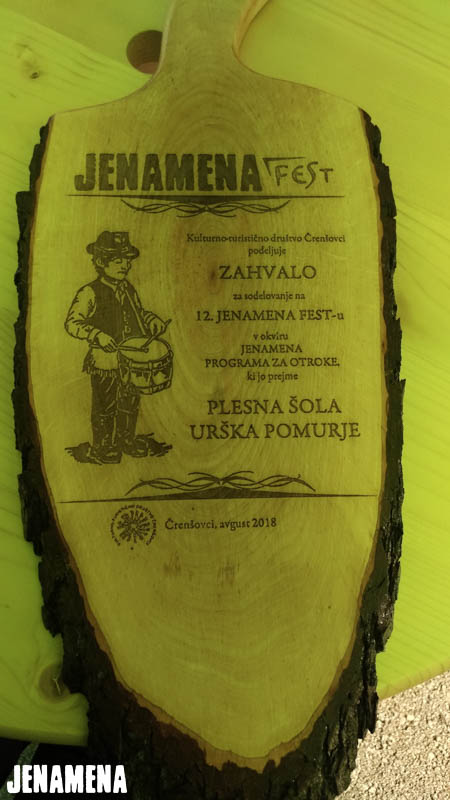 JENAMENA FEST
Kulturno-turistično društvo Črenšovci
podeljuje
ZAHVALO
za sodelovanje na
12. JENAMENA FEST-u
v okviru
JENAMENA
PROGRAMA ZA OTROKE,
ki jo prejme
PLESNA ŠOLA
URŠKA POMURJE
Črenšovci, avgust 2018
JENAMENA